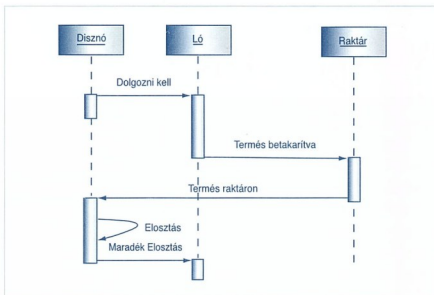 Disznó
Ló
Raktár
Dolgozni kell
Termés betakarítva
Termés raktáron
Elosztás
Maradék Elosztás